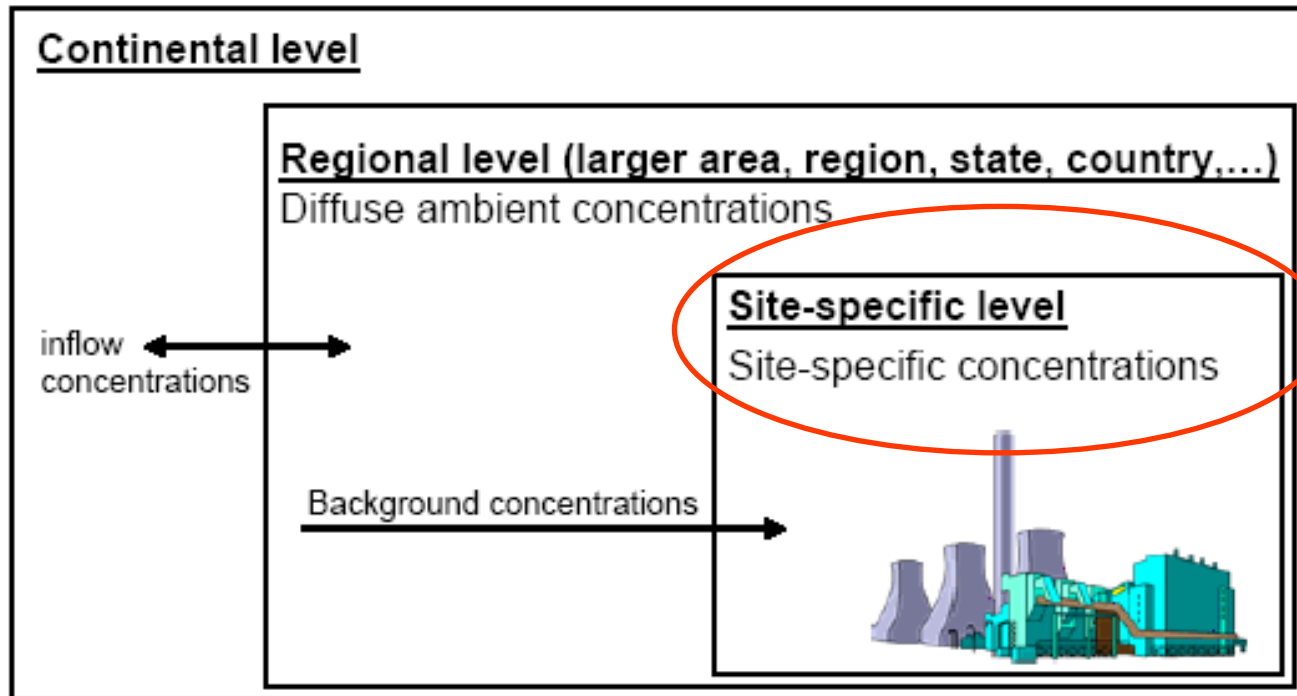 Continental level
Regional level (larger area, region, state, country,...)
Diffuse ambient concentrations
Site-specific level
Site-specific concentrations
inflow
concentrations
Background concentrations